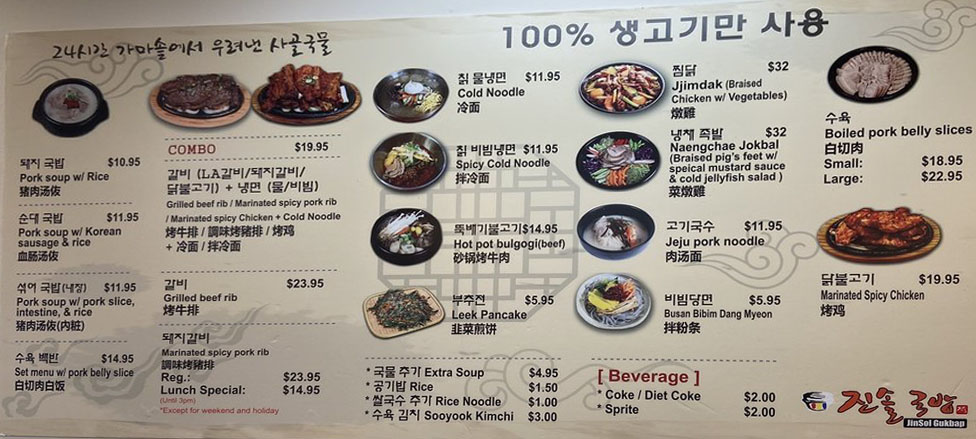 24시간 가마솥에서 우려낸 사골국물
100% 생고기만 사용
돼지 국밥 $10.95
Pork soup w/ Rice
猪肉汤侬
순대 국밥 $11.95
Pork soup w/ Korean
sausage & rice
血肠汤侬
섞어 국밥(내장) $11.95
Pork soup w/ pork slice,
intestine, & rice
猪肉汤侬(内粧)
수육 백반 $14.95
Set menu w/ pork belly slice
白切肉白饭
COMBO $19.95
갈비 (LA갈비/돼지갈비/
닭불고기) + 냉면 (물/비빔)
Grilled beef rib / Marinated spicy pork rib
/ Marinated spicy Chicken + Cold Noodle
烤牛排 / 調味烤豬排 / 烤鸡
+ 冷面 / 拌冷面
갈비 $23.95
Grilled beef rib
烤牛排
돼지갈비
Marinated spicy pork rib
調味烤豬排
Reg.: $23.95
Lunch Special: $14.95
(Until 3pm)
*Except for weekend and holiday
칡 물냉면 $11.95
Cold Noodle
冷面
칡 비빔냉면 $11.95
Spicy Cold Noodle
拌冷面
뚝배기불고기 $14.95
Hot pot bulgogi(beef)
砂锅烤牛肉
부추전 $5.95
Leek Pancake
韭菜煎饼
* 국물 추가 Extra Soup $4.95
* 공기밥 Rice $1.50
* 쌀국수 추가 Rice Noodle $1.00
* 수육 김치 Sooyook Kimchi $3.00
찜닭 $32
Jjimdak (Braised
Chicken w/ Vegetables)
燉雞
냉채 족발 $32
Naengchae Jokbal
(Braised pig's feet w/
speical mustard sauce
& cold jellyfish salad )
菜燉雞
고기국수 $11.95
Jeju pork noodle
肉汤面
비빔당면 $5.95
Busan Bibim Dang Myeon
拌粉条
[ Beverage ]
* Coke / Diet Coke $2.00
* Sprite $2.00
수육
Boiled pork belly slices
白切肉
Small: $18.95
Large: $22.95
닭불고기 $19.95
Marinated Spicy Chicken
烤鸡
진솔국밥
JinSol Gukbap